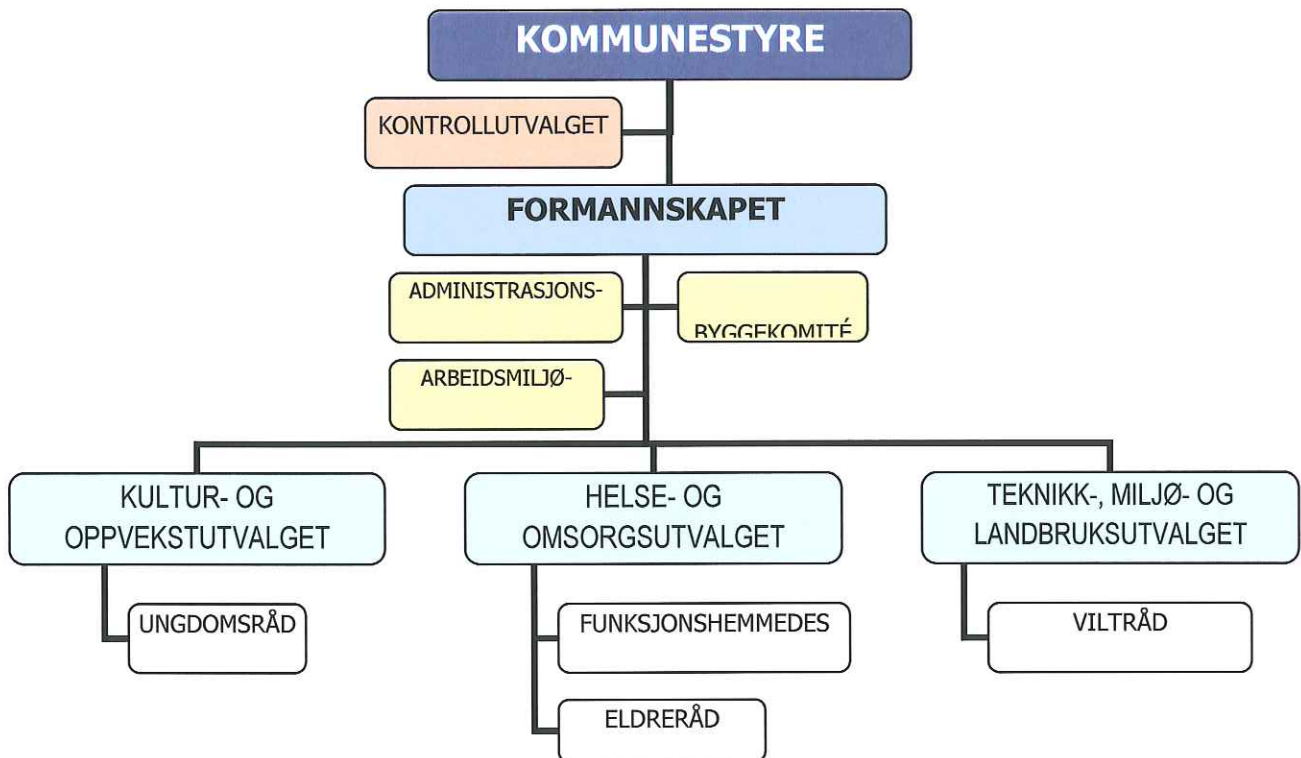 KOMMUNESTYRE
KONTROLLUTVALGET
FORMANNSKAPET
ADMINISTRASJONS-
BYGGEKOMITÉ
ARBEIDSMILJØ-
KULTUR- OG
OPPVEKSTUTVALGET
HELSE- OG
OMSORGSUTVALGET
TEKNIKK-, MILJØ- OG
LANDBRUKSUTVALGET
UNGDOMSRÅD
FUNKSJONSHEMMEDES
VILTRÅD
ELDRERÅD